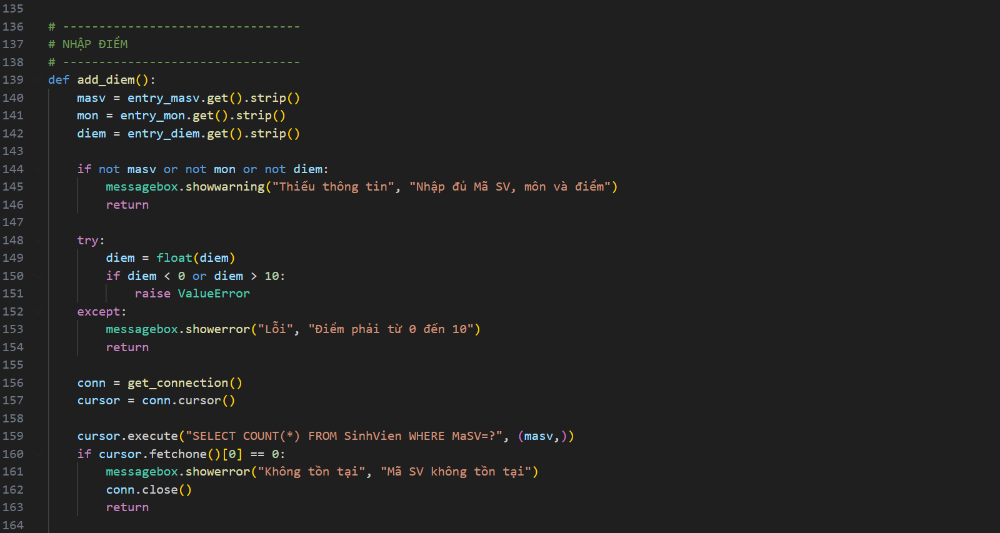 135
136 # ---------------------------------
137 # NHẬP ĐIỂM
138 # ---------------------------------
139 def add_diem():
140     masv = entry_masv.get().strip()
141     mon = entry_mon.get().strip()
142     diem = entry_diem.get().strip()
143
144     if not masv or not mon or not diem:
145         messagebox.showwarning("Thiếu thông tin", "Nhập đủ Mã SV, môn và điểm")
146         return
147
148     try:
149         diem = float(diem)
150         if diem < 0 or diem > 10:
151             raise ValueError
152     except:
153         messagebox.showerror("Lỗi", "Điểm phải từ 0 đến 10")
154         return
155
156     conn = get_connection()
157     cursor = conn.cursor()
158
159     cursor.execute("SELECT COUNT(*) FROM SinhVien WHERE MaSV=?", (masv,))
160     if cursor.fetchone()[0] == 0:
161         messagebox.showerror("Không tồn tại", "Mã SV không tồn tại")
162         conn.close()
163         return
164